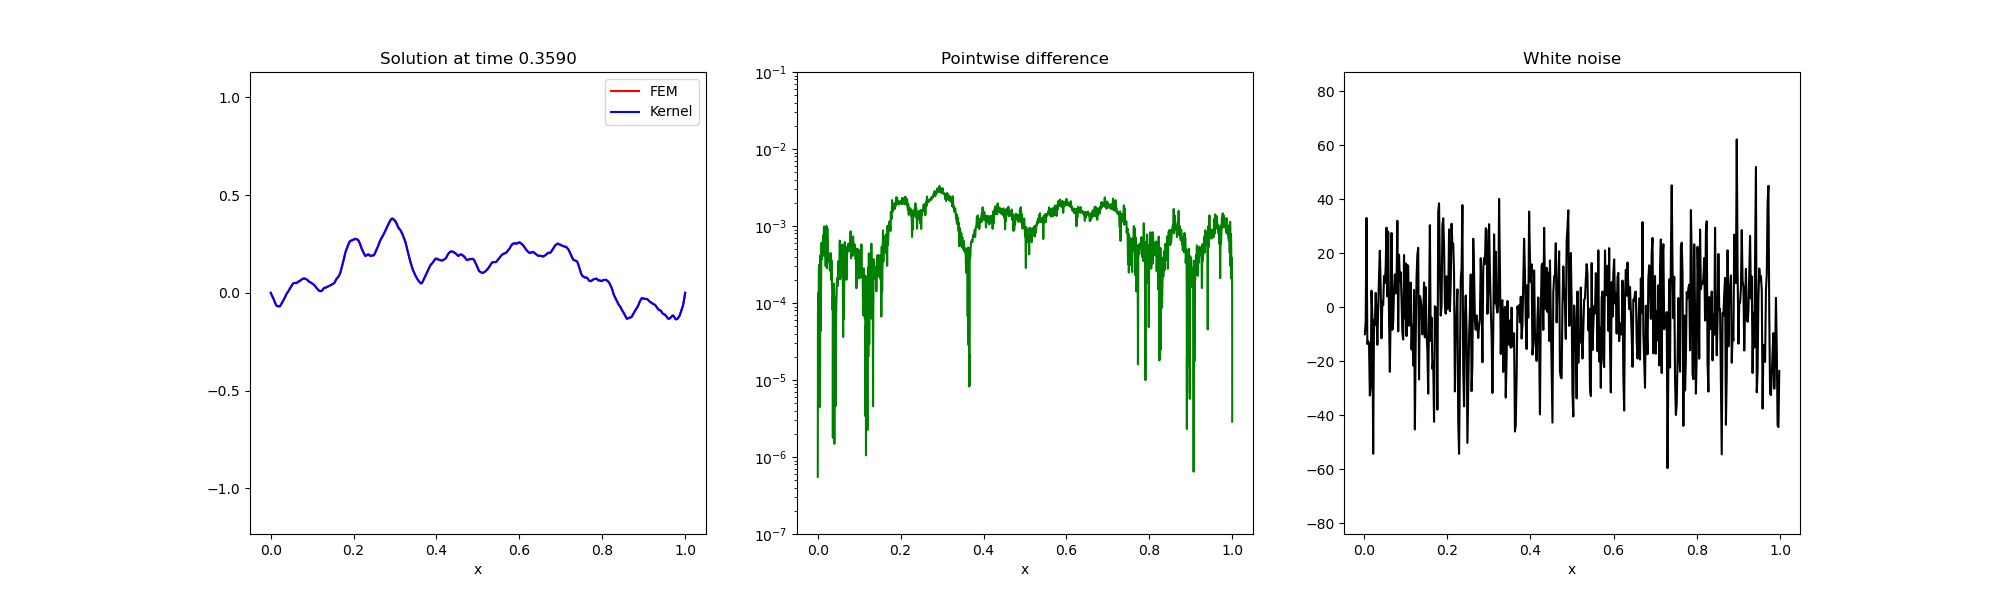 Solution at time 0.3590
1.0
0.5
0.0
−0.5
−1.0
0.0 0.2 0.4 0.6 0.8 1.0
x
FEM
Kernel
Pointwise difference
10⁻¹
10⁻²
10⁻³
10⁻⁴
10⁻⁵
10⁻⁶
10⁻⁷
0.0 0.2 0.4 0.6 0.8 1.0
x
White noise
80
60
40
20
0
−20
−40
−60
−80
0.0 0.2 0.4 0.6 0.8 1.0
x